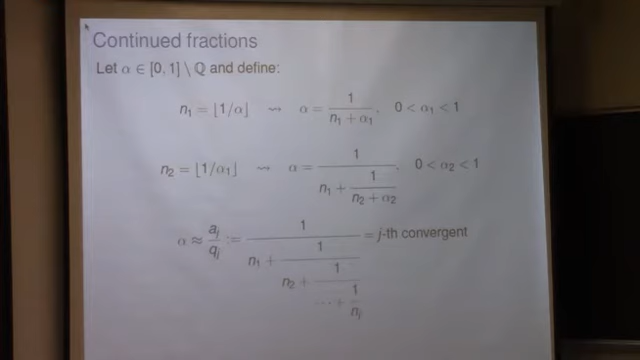 Continued fractions
Let α ∈ [0, 1] \ ℚ and define:
n₁ = ⌊1/α⌋ ⇝ α = 1/(n₁ + α₁), 0 < α₁ < 1
n₂ = ⌊1/α₁⌋ ⇝ α = 1/(n₁ + 1/(n₂ + α₂)), 0 < α₂ < 1
α ≈ aⱼ/qⱼ := 1/(n₁ + 1/(n₂ + 1/(⋯ + 1/nⱼ))) = j-th convergent